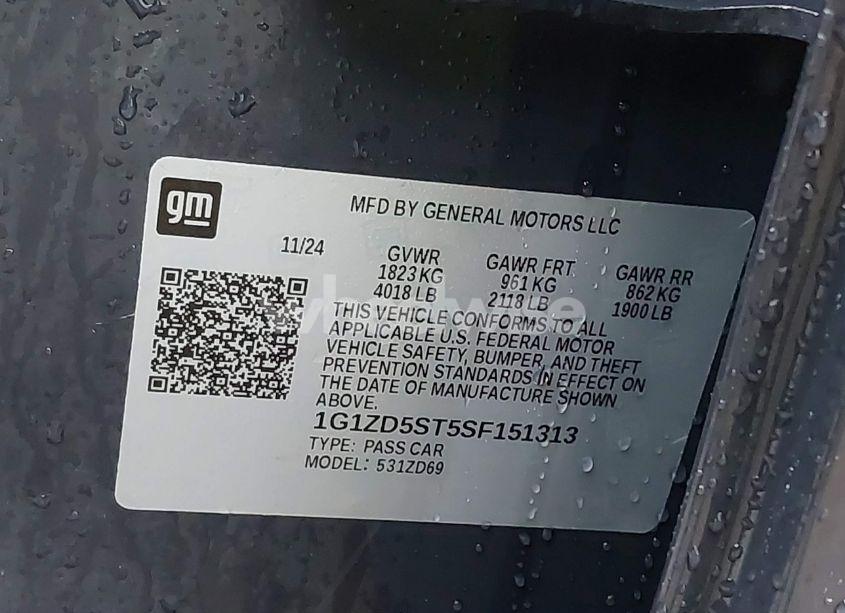 gm
MFD BY GENERAL MOTORS LLC
11/24
GVWR
1823 KG
4018 LB
GAWR FRT
961 KG
2118 LB
GAWR RR
862 KG
1900 LB
THIS VEHICLE CONFORMS TO ALL
APPLICABLE U.S. FEDERAL MOTOR
VEHICLE SAFETY, BUMPER, AND THEFT
PREVENTION STANDARDS IN EFFECT ON
THE DATE OF MANUFACTURE SHOWN
ABOVE.
1G1ZD5ST5SF151313
TYPE: PASS CAR
MODEL: 531ZD69